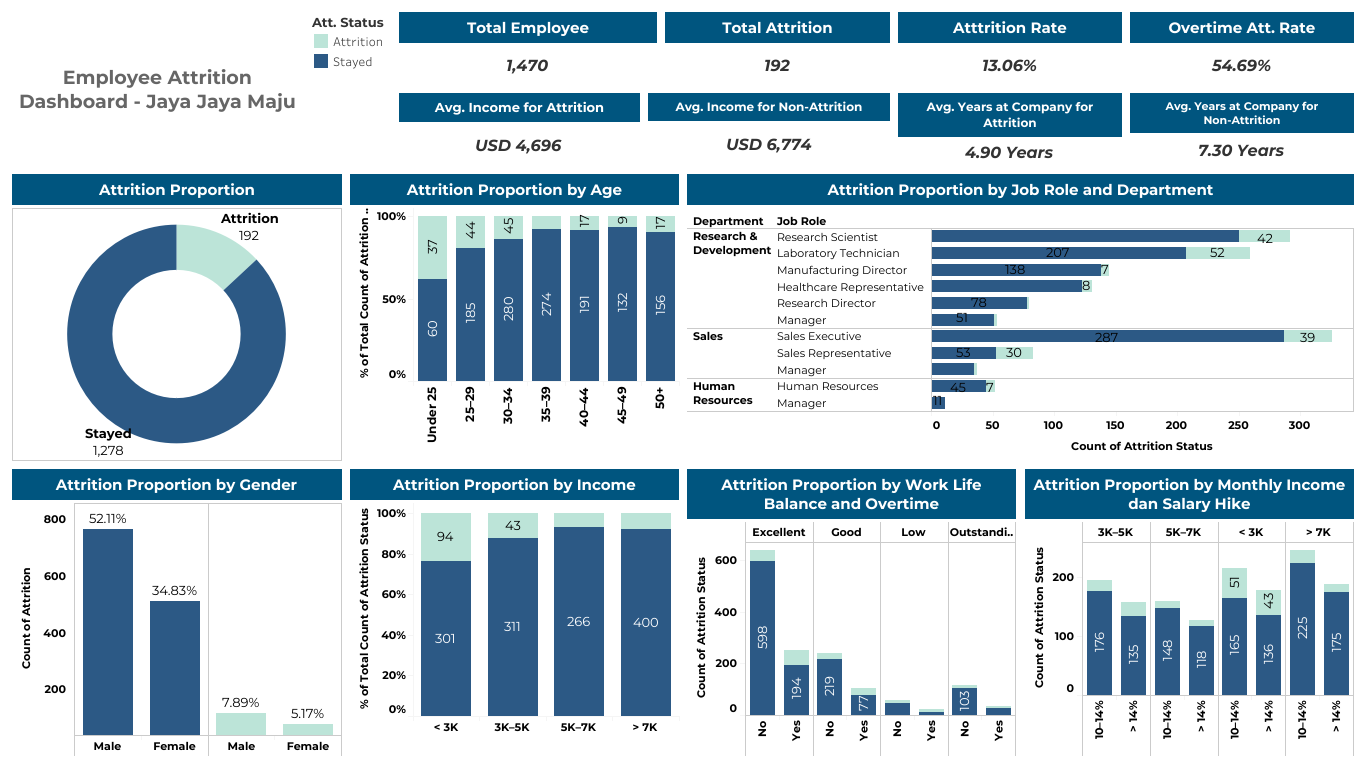 Att. Status
Attrition
Stayed
Employee Attrition
Dashboard - Jaya Jaya Maju
Total Employee
1,470
Total Attrition
192
Atttrition Rate
13.06%
Overtime Att. Rate
54.69%
Avg. Income for Attrition
USD 4,696
Avg. Income for Non-Attrition
USD 6,774
Avg. Years at Company for
Attrition
4.90 Years
Avg. Years at Company for
Non-Attrition
7.30 Years
Attrition Proportion
Attrition
192
Stayed
1,278
Attrition Proportion by Age
% of Total Count of Attrition ..
100%
50%
0%
37
44
45
17
9
17
60
185
280
274
191
132
156
Under 25
25–29
30–34
35–39
40–44
45–49
50+
Attrition Proportion by Job Role and Department
Department Job Role
Research &
Development
Research Scientist 42
Laboratory Technician 207 52
Manufacturing Director 138 7
Healthcare Representative 8
Research Director 78
Manager 51
Sales
Sales Executive 287 39
Sales Representative 53 30
Manager
Human
Resources
Human Resources 45 7
Manager 11
0 50 100 150 200 250 300
Count of Attrition Status
Attrition Proportion by Gender
Count of Attrition
800
600
400
200
52.11%
34.83%
7.89%
5.17%
Male Female Male Female
Attrition Proportion by Income
% of Total Count of Attrition Status
100%
80%
60%
40%
20%
0%
94
43
301
311
266
400
< 3K 3K–5K 5K–7K > 7K
Attrition Proportion by Work Life
Balance and Overtime
Excellent Good Low Outstandi..
Count of Attrition Status
600
400
200
0
598
194
219
77
103
No Yes No Yes No Yes No Yes
Attrition Proportion by Monthly Income
dan Salary Hike
3K–5K 5K–7K < 3K > 7K
Count of Attrition Status
200
100
0
51
43
176
135
148
118
165
136
225
175
10–14% > 14% 10–14% > 14% 10–14% > 14% 10–14% > 14%